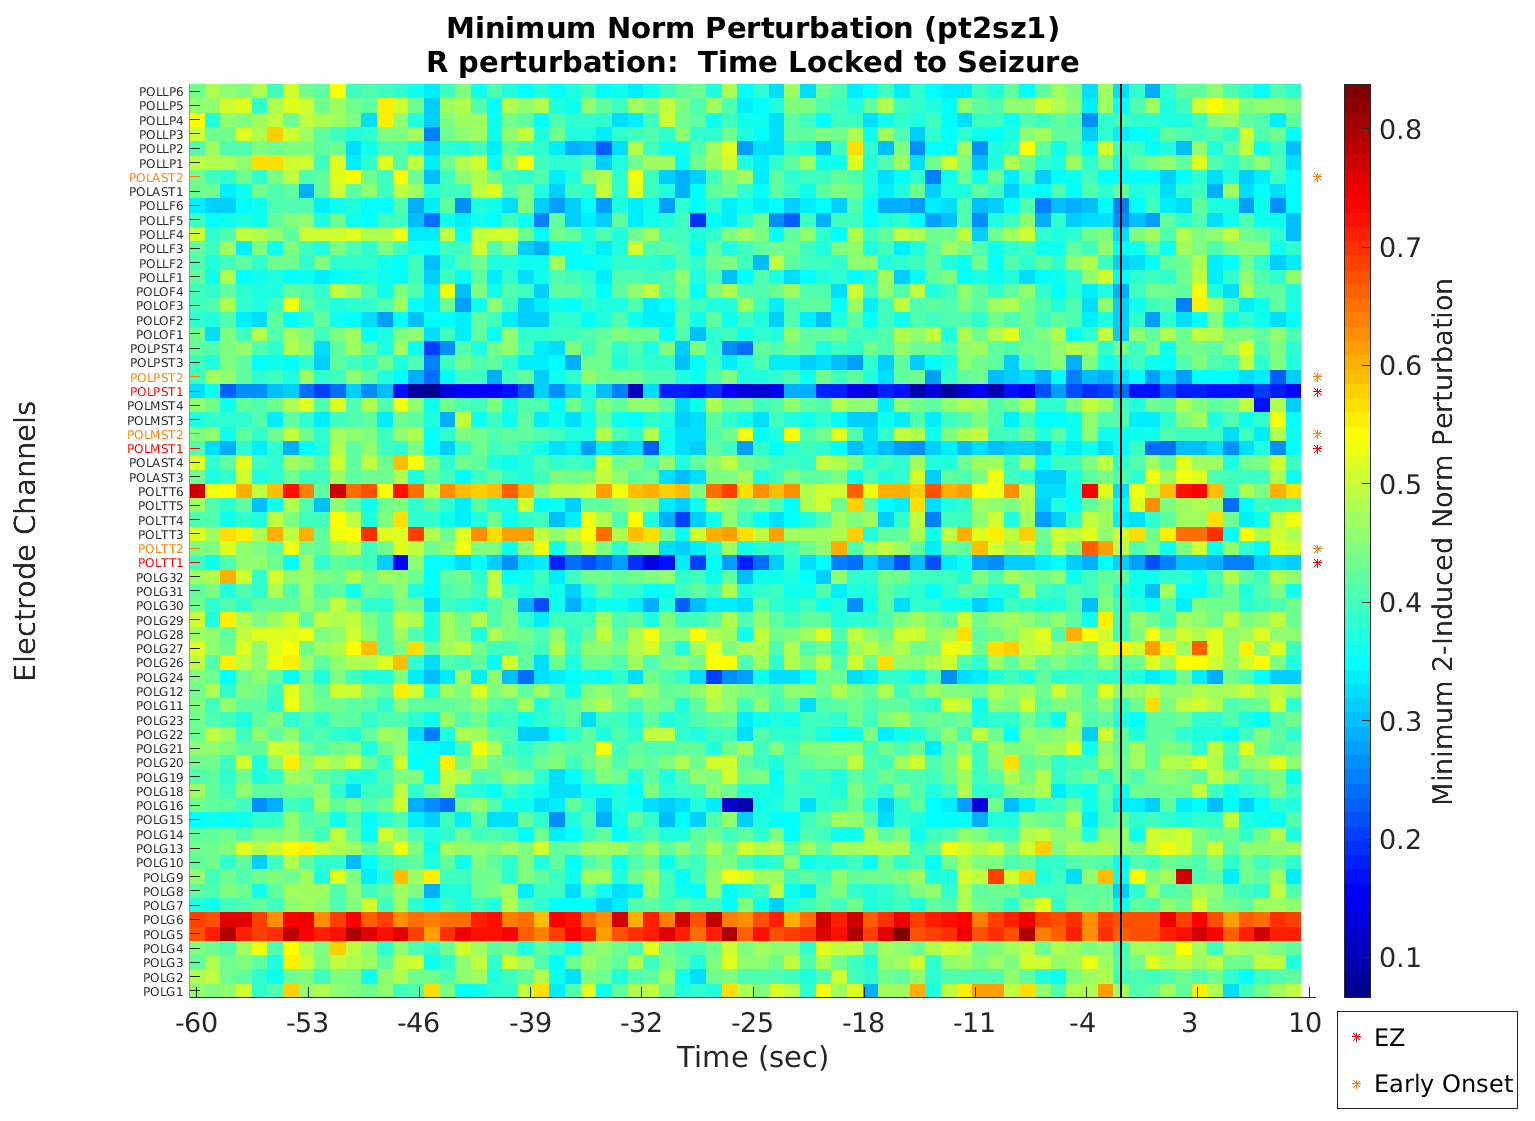 Minimum Norm Perturbation (pt2sz1)
R perturbation:  Time Locked to Seizure
Electrode Channels
POLLP6
POLLP5
POLLP4
POLLP3
POLLP2
POLLP1
POLAST2
POLAST1
POLLF6
POLLF5
POLLF4
POLLF3
POLLF2
POLLF1
POLOF4
POLOF3
POLOF2
POLOF1
POLPST4
POLPST3
POLPST2
POLPST1
POLMST4
POLMST3
POLMST2
POLMST1
POLAST4
POLAST3
POLTT6
POLTT5
POLTT4
POLTT3
POLTT2
POLTT1
POLG32
POLG31
POLG30
POLG29
POLG28
POLG27
POLG26
POLG24
POLG12
POLG11
POLG23
POLG22
POLG21
POLG20
POLG19
POLG18
POLG16
POLG15
POLG14
POLG13
POLG10
POLG9
POLG8
POLG7
POLG6
POLG5
POLG4
POLG3
POLG2
POLG1
-60 -53 -46 -39 -32 -25 -18 -11 -4 3 10
Time (sec)
0.8
0.7
0.6
0.5
0.4
0.3
0.2
0.1
Minimum 2-Induced Norm Perturbation
EZ
Early Onset